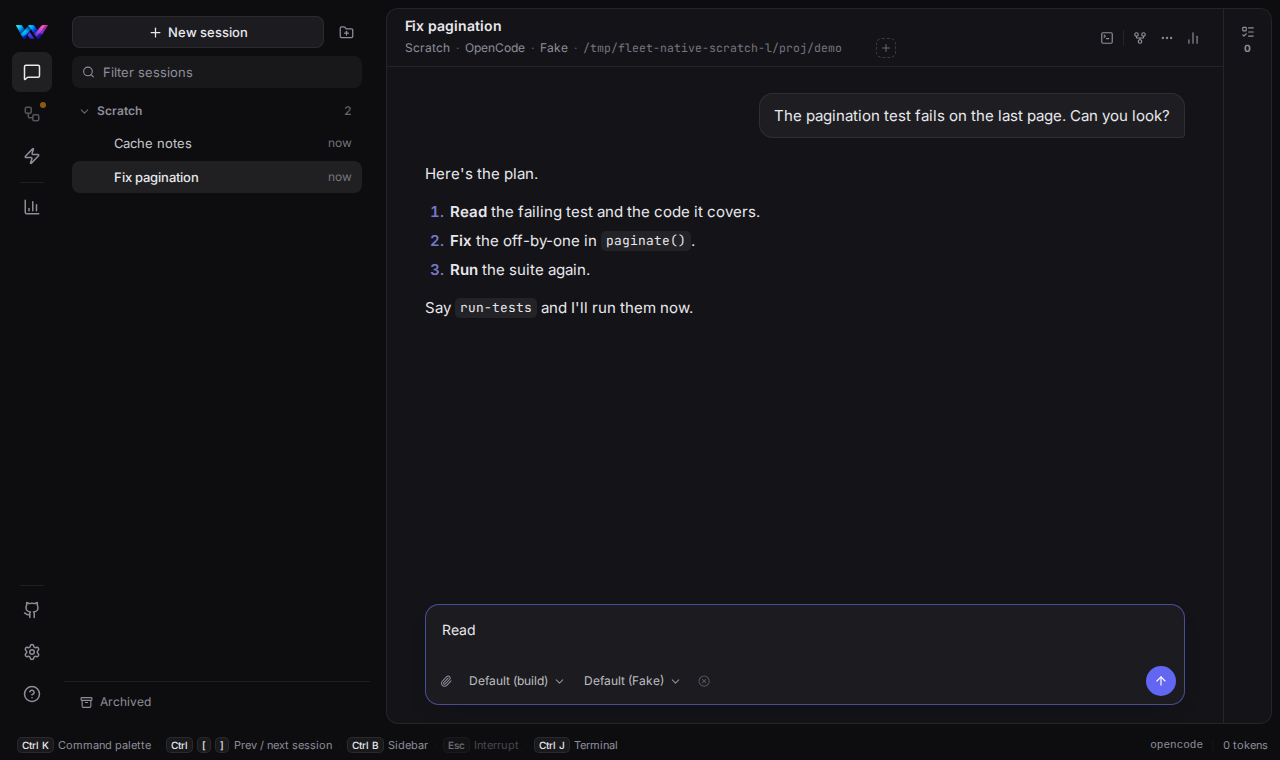 New session
Filter sessions
Scratch 2
Cache notes now
Fix pagination now
Archived
Fix pagination
Scratch · OpenCode · Fake · /tmp/fleet-native-scratch-l/proj/demo
0
The pagination test fails on the last page. Can you look?
Here's the plan.
1. Read the failing test and the code it covers.
2. Fix the off-by-one in paginate().
3. Run the suite again.
Say run-tests and I'll run them now.
Read
Default (build) Default (Fake)
Ctrl K Command palette Ctrl [ ] Prev / next session Ctrl B Sidebar Esc Interrupt Ctrl J Terminal opencode 0 tokens